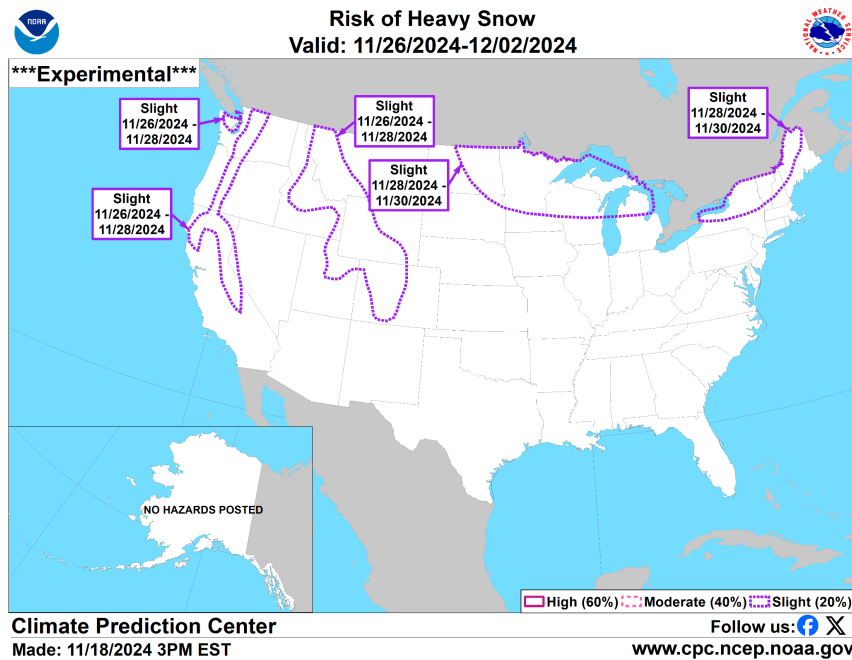 NOAA
Risk of Heavy Snow
Valid: 11/26/2024-12/02/2024
NATIONAL WEATHER SERVICE
***Experimental***
Slight
11/26/2024 -
11/28/2024
Slight
11/26/2024 -
11/28/2024
Slight
11/28/2024 -
11/30/2024
Slight
11/28/2024 -
11/30/2024
Slight
11/26/2024 -
11/28/2024
NO HAZARDS POSTED
High (60%) Moderate (40%) Slight (20%)
Climate Prediction Center
Follow us:
Made: 11/18/2024 3PM EST
www.cpc.ncep.noaa.gov